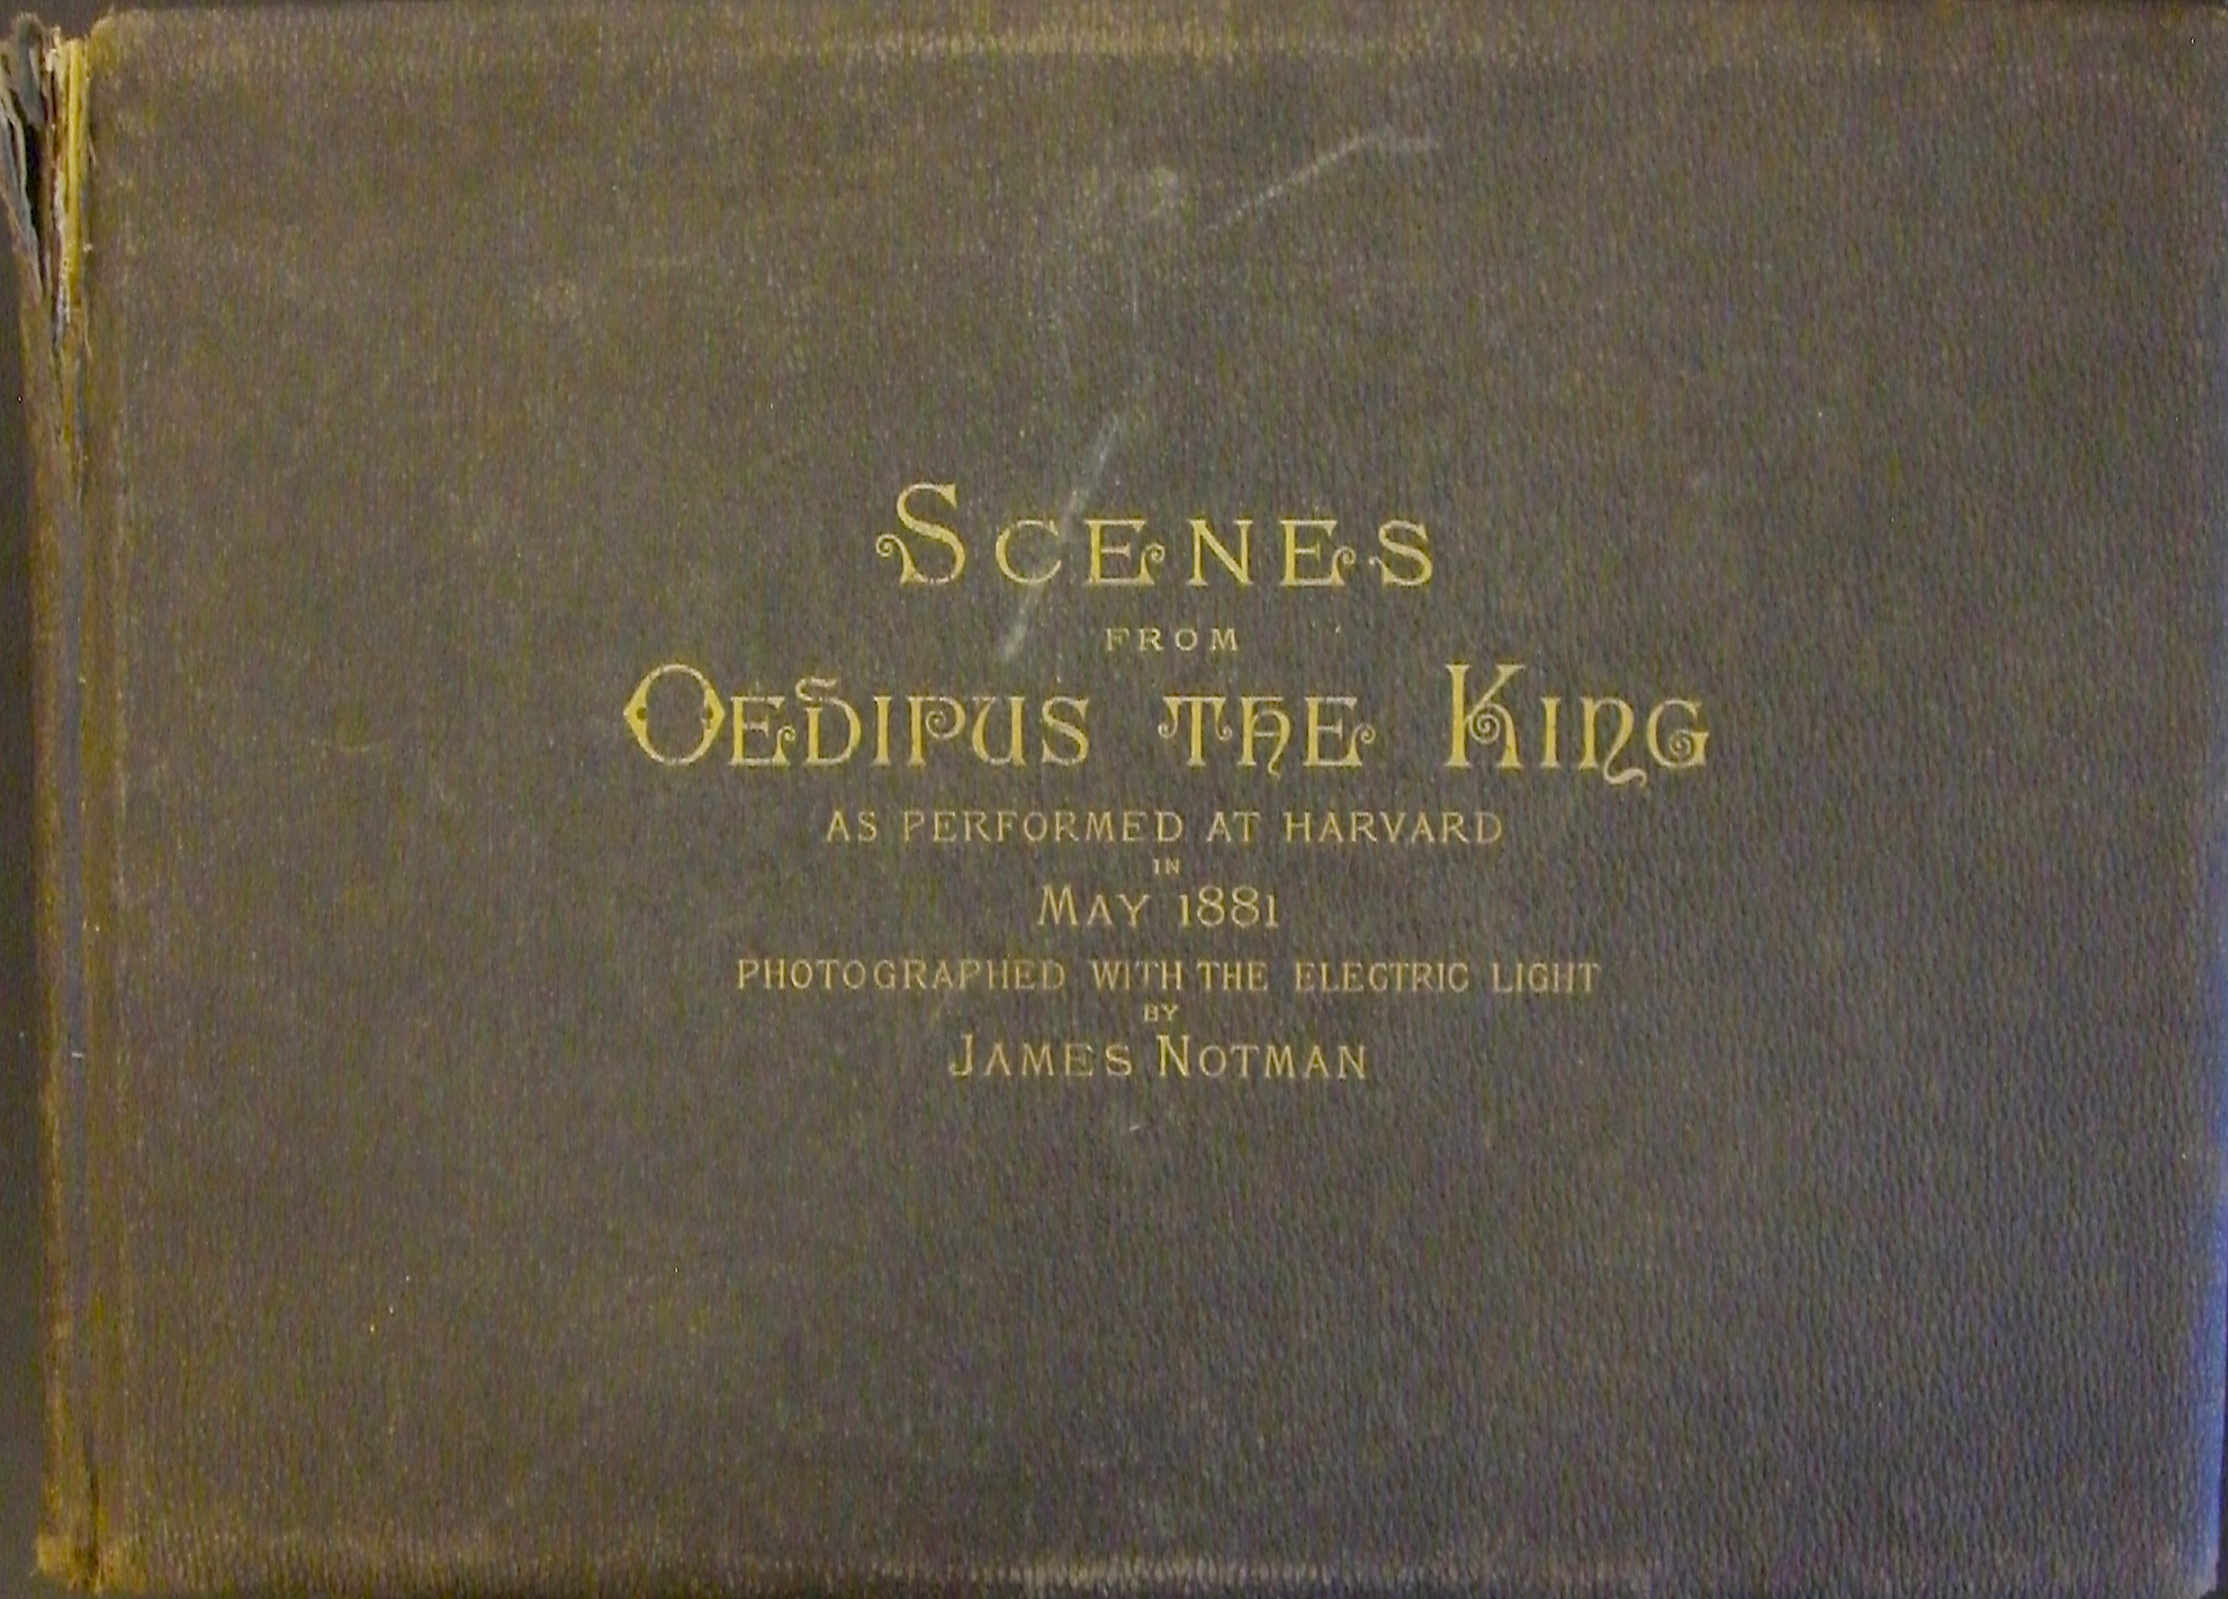 Scenes
FROM
Oedipus the King
AS PERFORMED AT HARVARD
IN
May 1881
PHOTOGRAPHED WITH THE ELECTRIC LIGHT
BY
James Notman